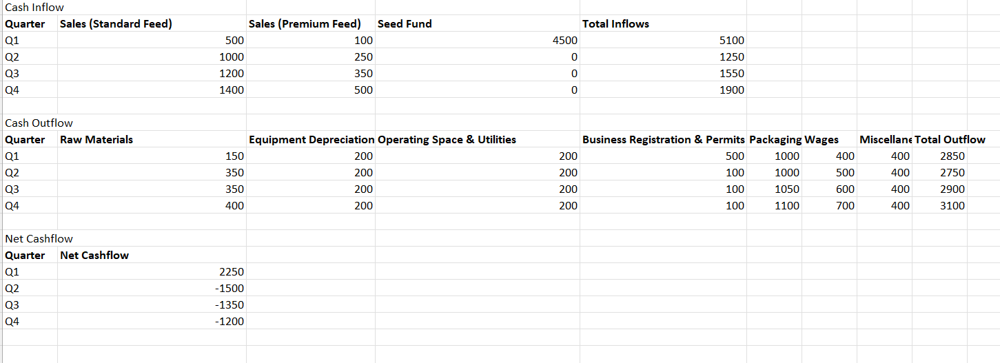 Cash Inflow
Quarter Sales (Standard Feed) Sales (Premium Feed) Seed Fund Total Inflows
Q1 500 100 4500 5100
Q2 1000 250 0 1250
Q3 1200 350 0 1550
Q4 1400 500 0 1900
Cash Outflow
Quarter Raw Materials Equipment Depreciation Operating Space & Utilities Business Registration & Permits Packaging Wages Miscellane Total Outflow
Q1 150 200 200 500 1000 400 400 2850
Q2 350 200 200 100 1000 500 400 2750
Q3 350 200 200 100 1050 600 400 2900
Q4 400 200 200 100 1100 700 400 3100
Net Cashflow
Quarter Net Cashflow
Q1 2250
Q2 -1500
Q3 -1350
Q4 -1200